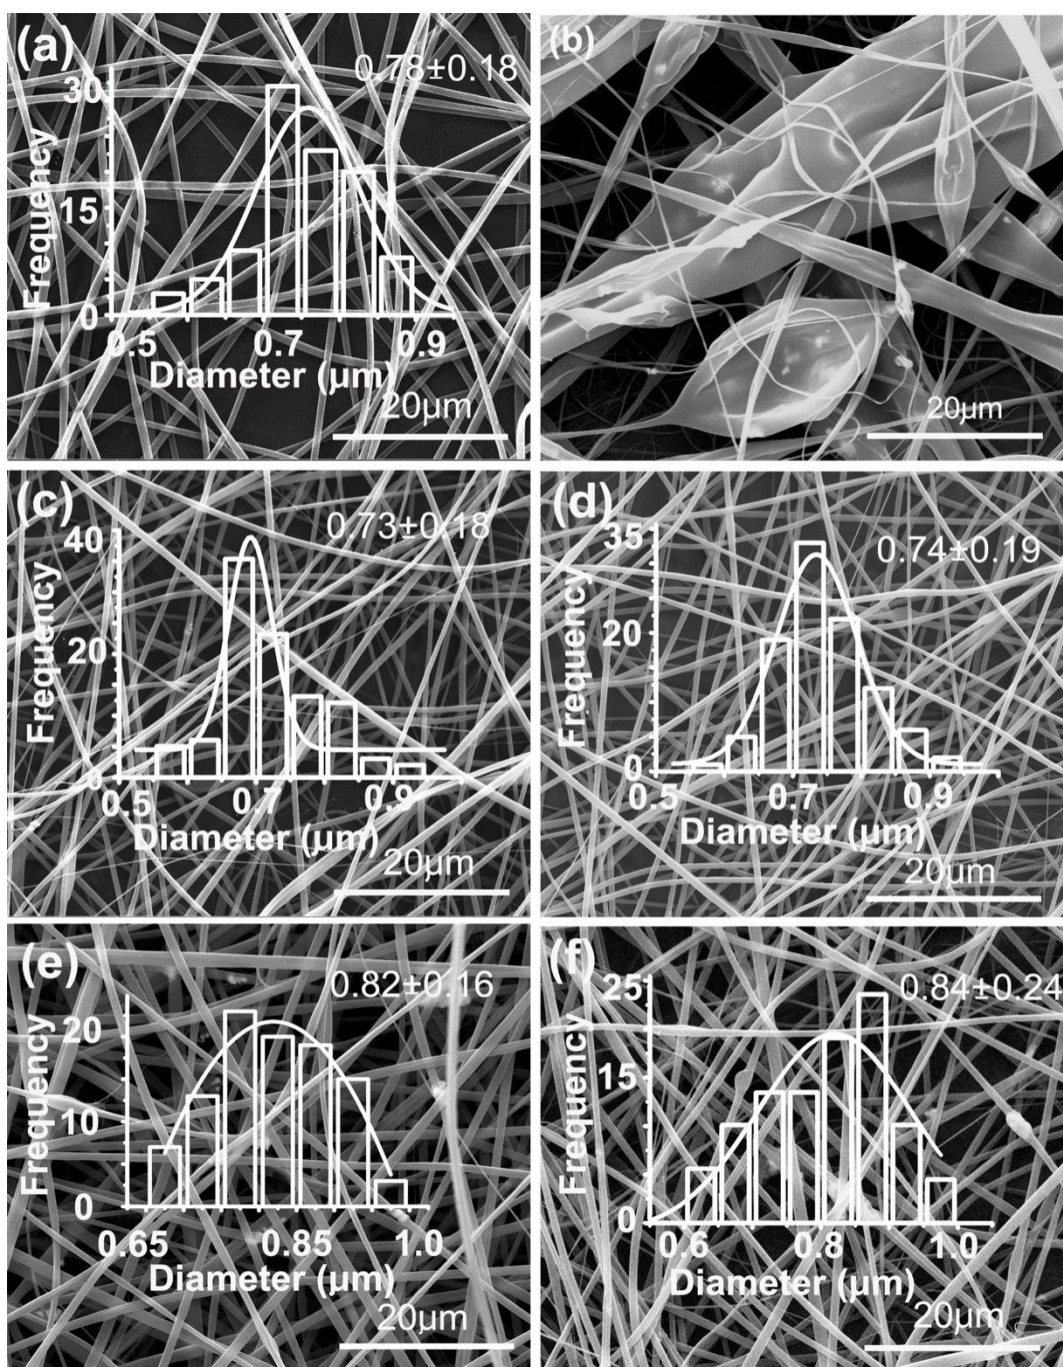 (a)
0.78±0.18
30
15
0
Frequency
0.5 0.7 0.9
Diameter (μm)
20μm
(b)
20μm
(c)
0.73±0.18
40
20
0
Frequency
0.5 0.7 0.9
Diameter (μm)
20μm
(d)
0.74±0.19
35
20
0
Frequency
0.5 0.7 0.9
Diameter (μm)
20μm
(e)
0.82±0.16
20
10
0
Frequency
0.65 0.85 1.0
Diameter (μm)
20μm
(f)
0.84±0.24
25
15
0
Frequency
0.6 0.8 1.0
Diameter (μm)
20μm